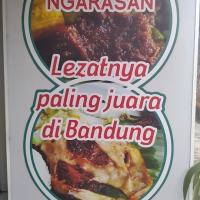 NGARASAN
Lezatnya
paling juara
di Bandung